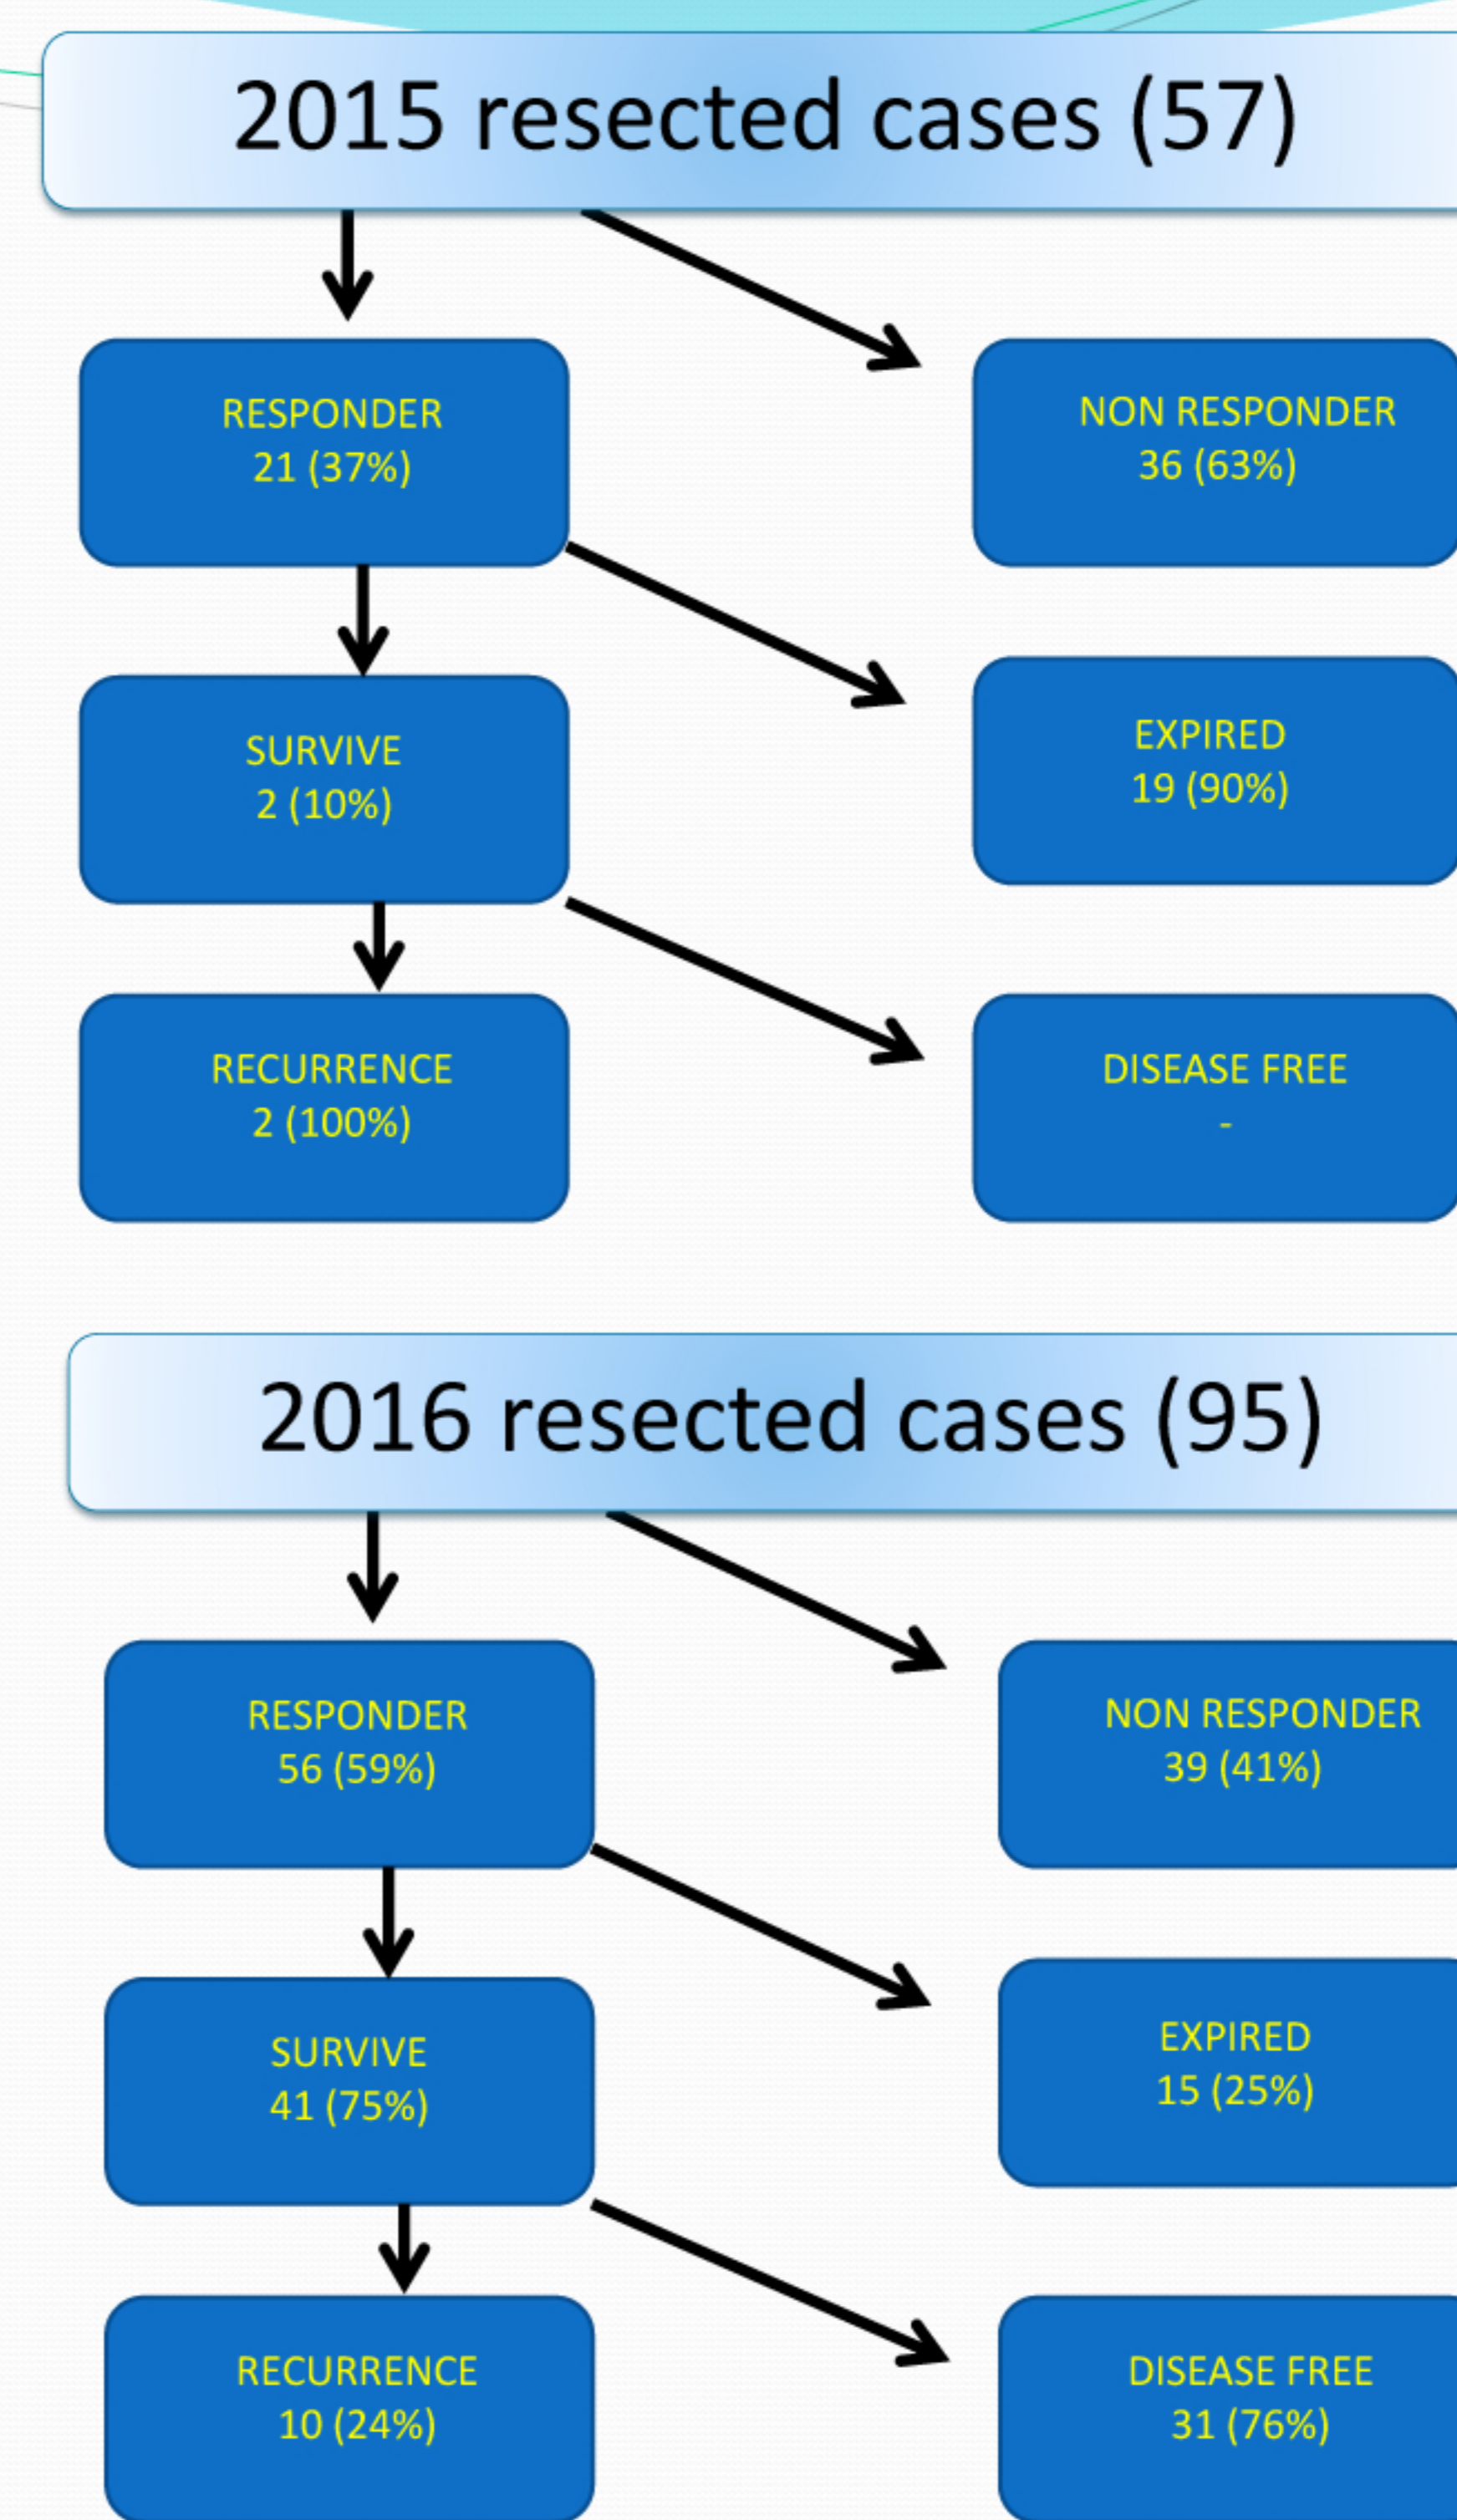 2015 resected cases (57)
RESPONDER
21 (37%)
NON RESPONDER
36 (63%)
SURVIVE
2 (10%)
EXPIRED
19 (90%)
RECURRENCE
2 (100%)
DISEASE FREE
-
2016 resected cases (95)
RESPONDER
56 (59%)
NON RESPONDER
39 (41%)
SURVIVE
41 (75%)
EXPIRED
15 (25%)
RECURRENCE
10 (24%)
DISEASE FREE
31 (76%)